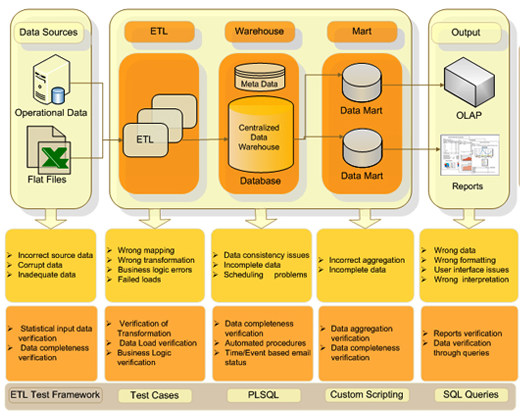 Data Sources
ETL
Warehouse
Mart
Output
Operational Data
Flat Files
ETL
Meta Data
Centralized
Data
Warehouse
Database
Data Mart
Data Mart
OLAP
Reports
Incorrect source data
Corrupt data
Inadequate data
Wrong mapping
Wrong transformation
Business logic errors
Failed loads
Data consistency issues
Incomplete data
Scheduling problems
Incorrect aggregation
Incomplete data
Wrong data
Wrong formatting
User interface issues
Wrong interpretation
Statistical input data
verification
Data completeness
verification
Verification of
Transformation
Data Load verification
Business Logic
verification
Data completeness
verification
Automated procedures
Time/Event based email
status
Data aggregation
verification
Data completeness
verification
Reports verification
Data verification
through queries
ETL Test Framework
Test Cases
PLSQL
Custom Scripting
SQL Queries